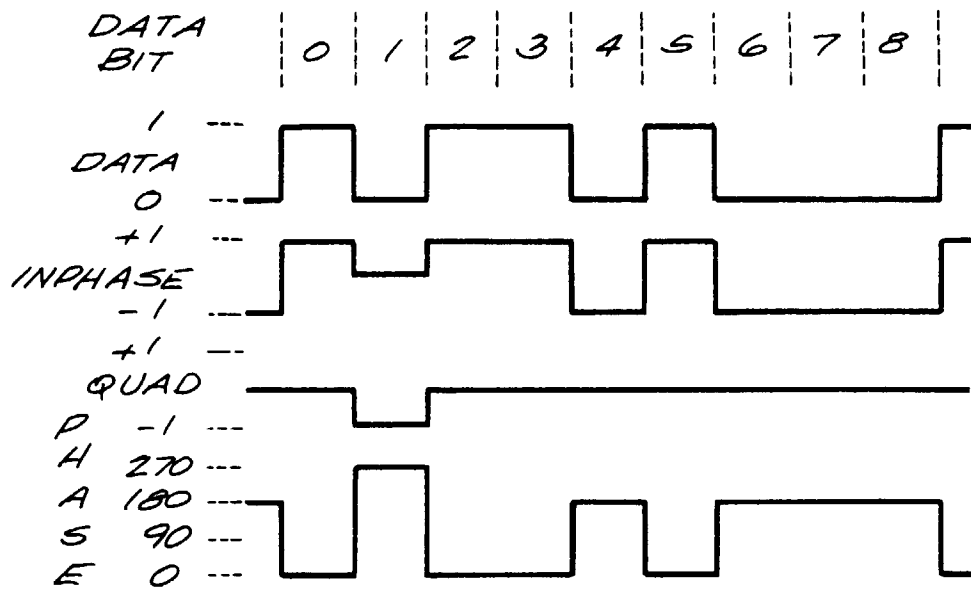 DATA
BIT 0 1 2 3 4 5 6 7 8
1
DATA
0
+1
INPHASE
-1
+1
QUAD
P -1
H 270
A 180
S 90
E 0